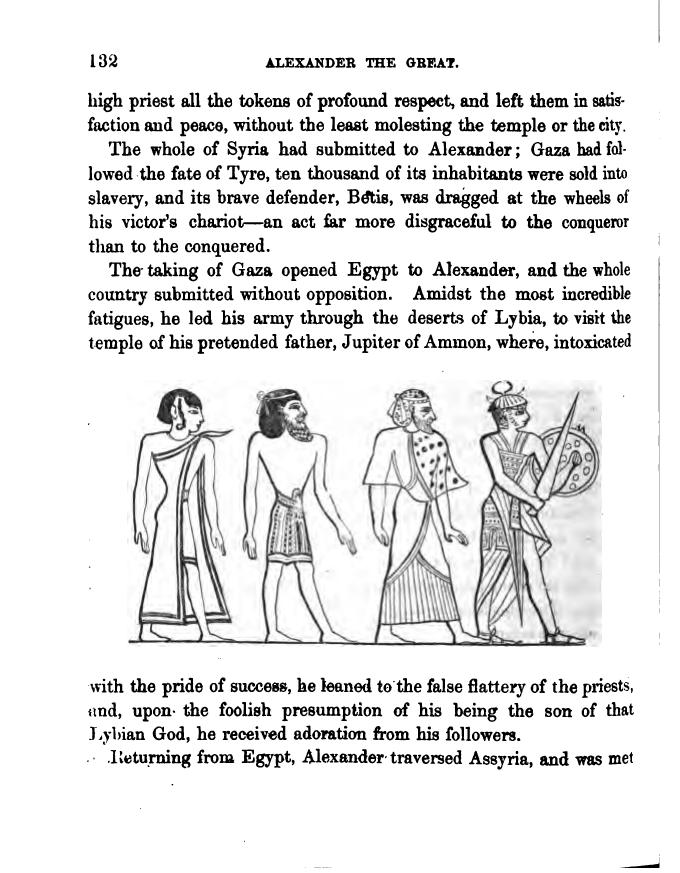 132 ALEXANDER THE GREAT.
high priest all the tokens of profound respect, and left them in satis-
faction and peace, without the least molesting the temple or the city.
The whole of Syria had submitted to Alexander; Gaza had fol-
lowed the fate of Tyre, ten thousand of its inhabitants were sold into
slavery, and its brave defender, Bétis, was dragged at the wheels of
his victor's chariot—an act far more disgraceful to the conqueror
than to the conquered.
The taking of Gaza opened Egypt to Alexander, and the whole
country submitted without opposition. Amidst the most incredible
fatigues, he led his army through the deserts of Lybia, to visit the
temple of his pretended father, Jupiter of Ammon, where, intoxicated
with the pride of success, he leaned to the false flattery of the priests,
and, upon the foolish presumption of his being the son of that
Lybian God, he received adoration from his followers.
Returning from Egypt, Alexander traversed Assyria, and was met